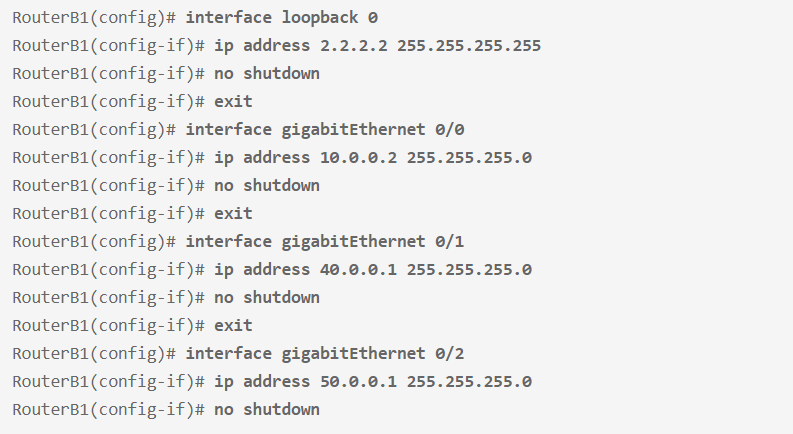 RouterB1(config)# interface loopback 0
RouterB1(config-if)# ip address 2.2.2.2 255.255.255.255
RouterB1(config-if)# no shutdown
RouterB1(config-if)# exit
RouterB1(config)# interface gigabitEthernet 0/0
RouterB1(config-if)# ip address 10.0.0.2 255.255.255.0
RouterB1(config-if)# no shutdown
RouterB1(config-if)# exit
RouterB1(config)# interface gigabitEthernet 0/1
RouterB1(config-if)# ip address 40.0.0.1 255.255.255.0
RouterB1(config-if)# no shutdown
RouterB1(config-if)# exit
RouterB1(config)# interface gigabitEthernet 0/2
RouterB1(config-if)# ip address 50.0.0.1 255.255.255.0
RouterB1(config-if)# no shutdown